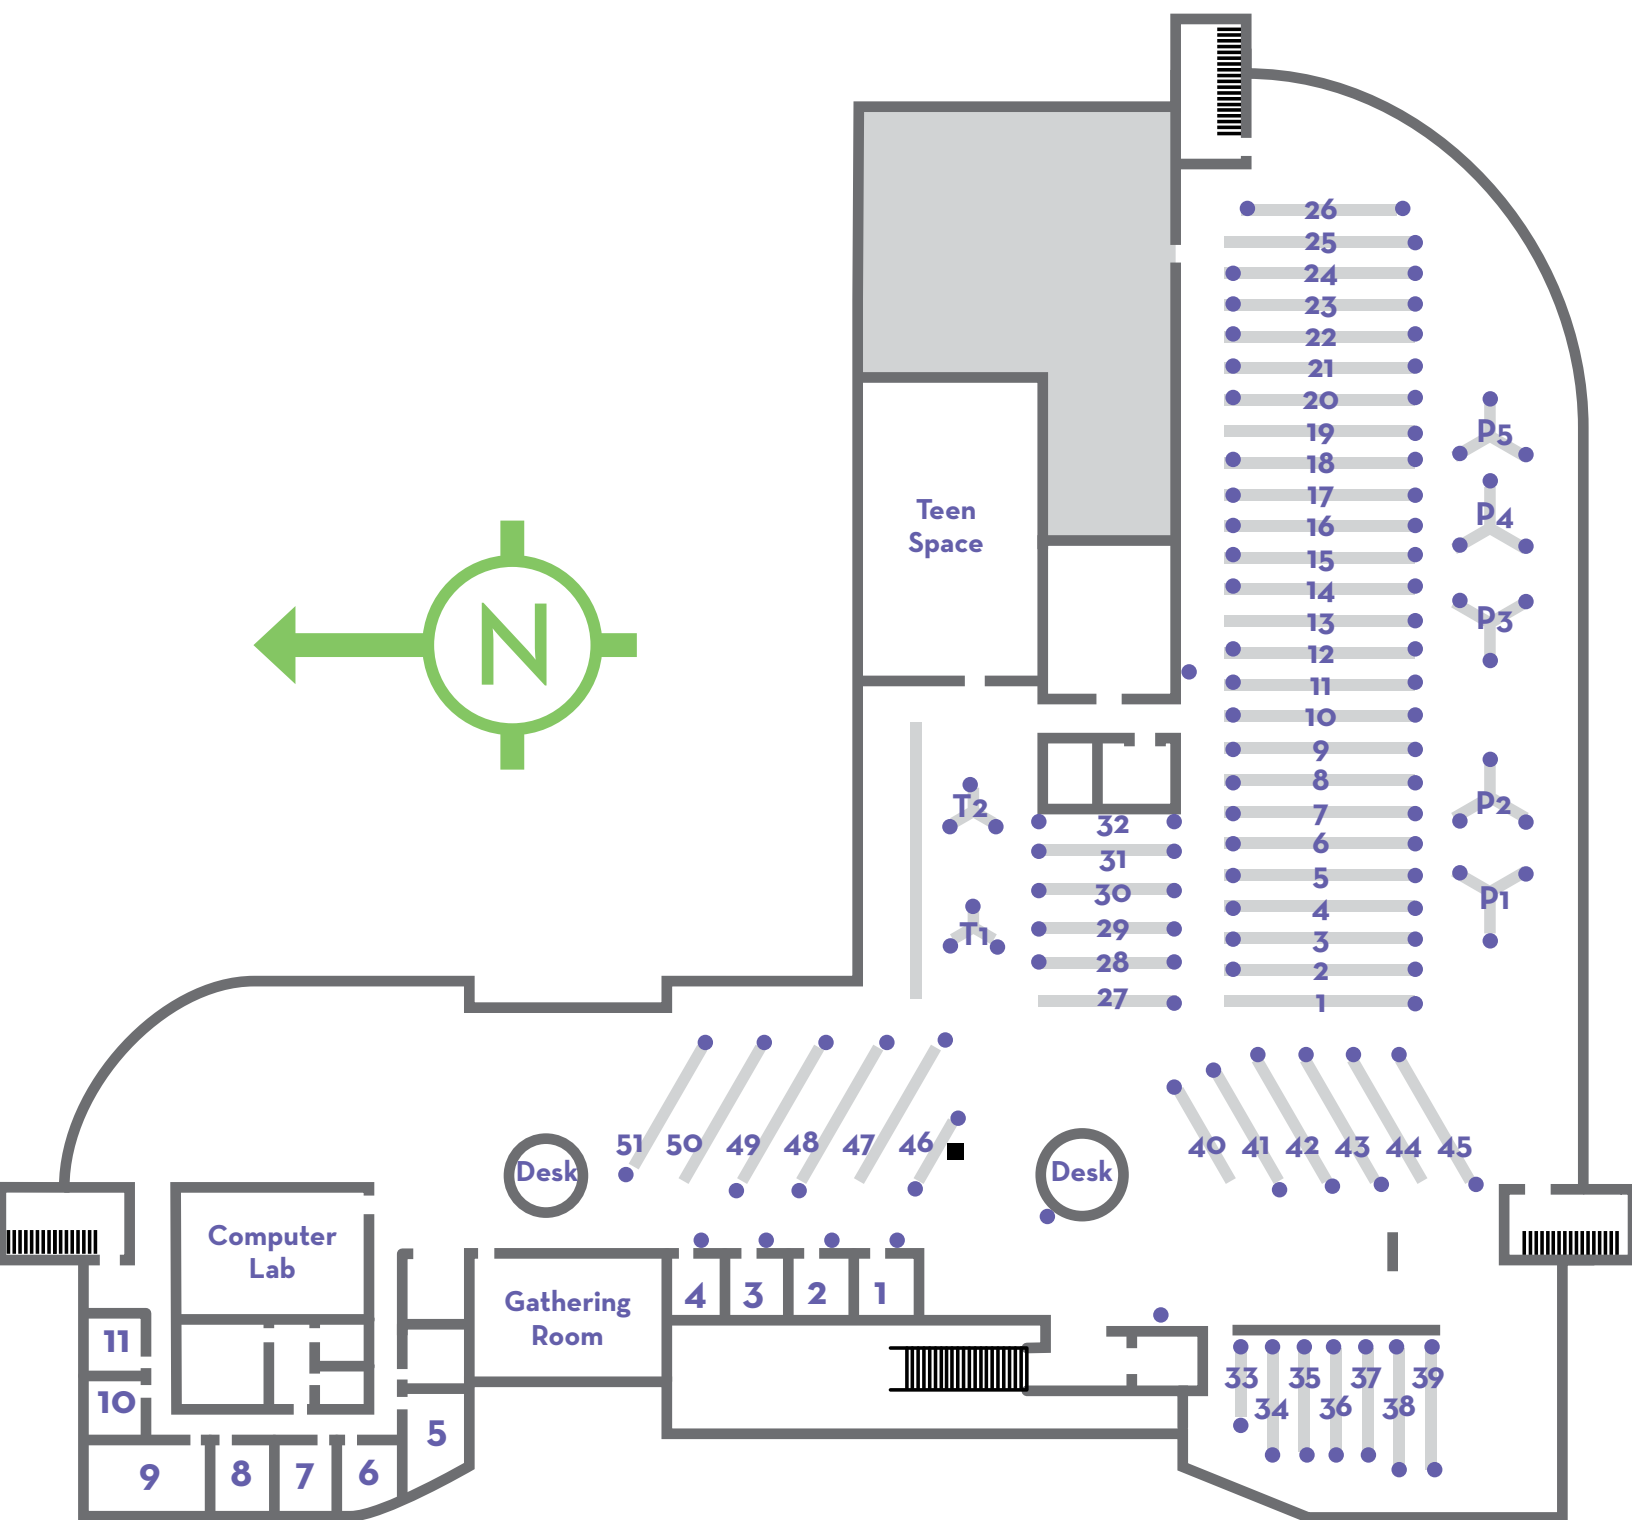 26
25
24
23
22
21
20
19
18
17
16
15
14
13
12
11
10
9
8
7
6
5
4
3
2
1
P5
P4
P3
P2
P1
Teen
Space
N
T2
T1
32
31
30
29
28
27
51 50 49 48 47 46
40 41 42 43 44 45
Desk
Desk
Computer
Lab
Gathering
Room
4 3 2 1
11
10
9 8 7 6 5
33 35 37 39
34 36 38